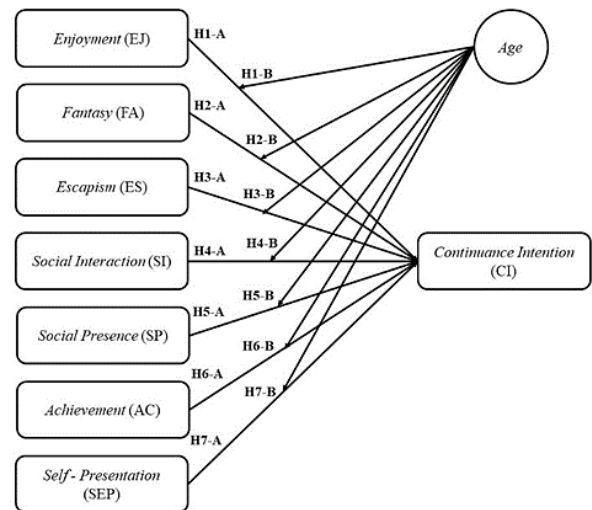 Enjoyment (EJ)
H1-A
Age
H1-B
Fantasy (FA)
H2-A
H2-B
Escapism (ES)
H3-A
H3-B
Social Interaction (SI)
H4-A
H4-B
Continuance Intention
(CI)
Social Presence (SP)
H5-A
H5-B
H6-B
Achievement (AC)
H6-A
H7-B
H7-A
Self - Presentation
(SEP)